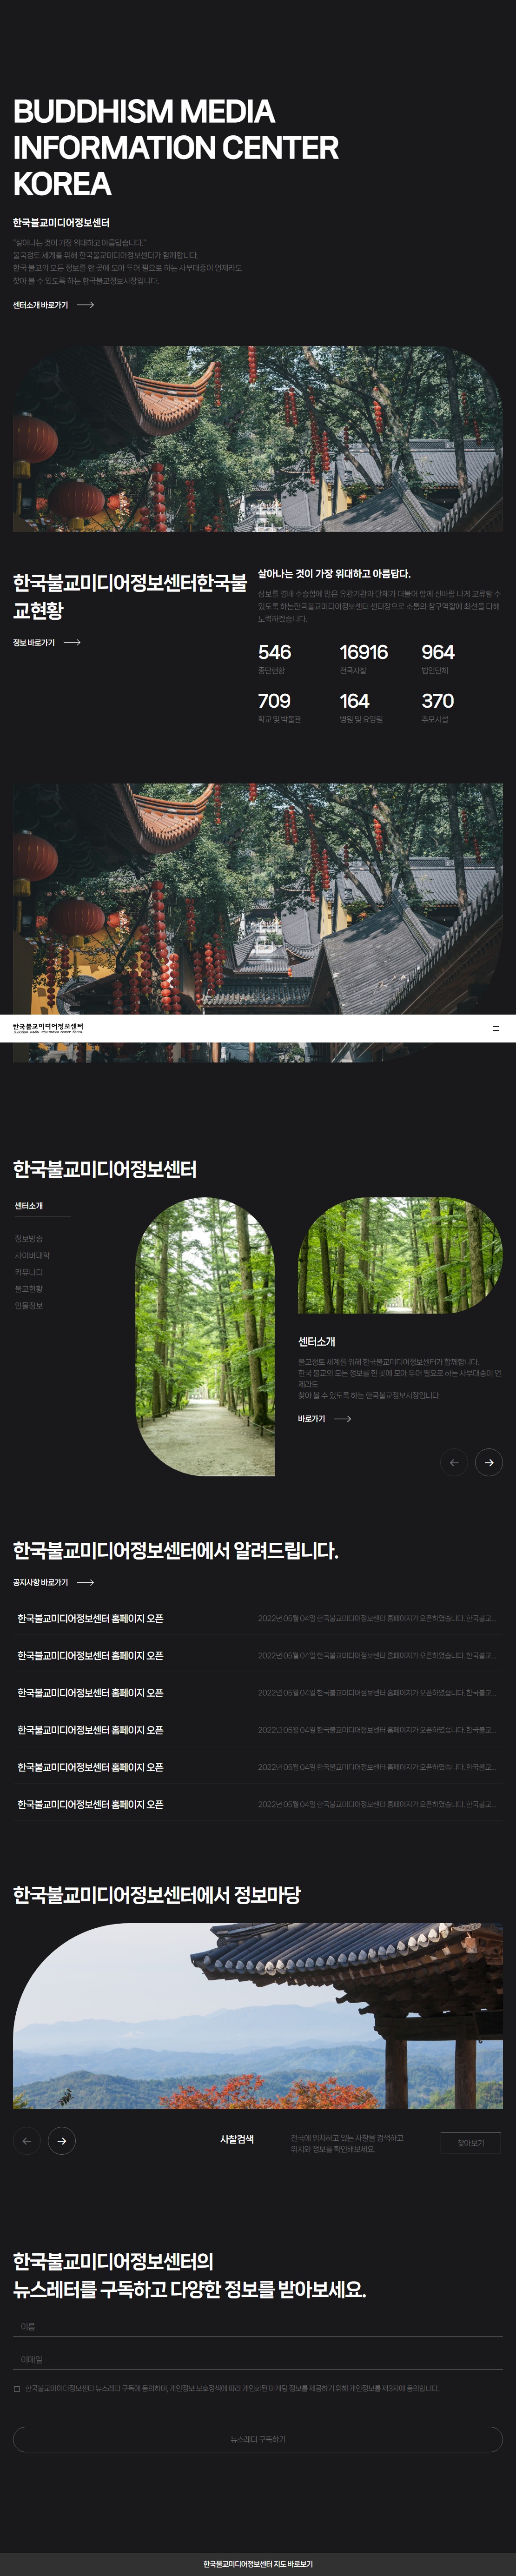 BUDDHISM MEDIA
INFORMATION CENTER
KOREA
한국불교미디어정보센터
"살아나는 것이 가장 위대하고 아름답습니다."
불국정토 세계를 위해 한국불교미디어정보센터가 함께합니다.
한국 불교의 모든 정보를 한 곳에 모아 두어 필요로 하는 사부대중이 언제라도
찾아 볼 수 있도록 하는 한국불교정보시장입니다.
센터소개 바로가기
한국불교미디어정보센터한국불
교현황
정보 바로가기
살아나는 것이 가장 위대하고 아름답다.
삼보를 경배 수승함에 많은 유관기관과 단체가 더불어 함께 신바람 나게 교류할 수
있도록 하는한국불교미디어정보센터 센터장으로 소통의 창구역할에 최선을 다해
노력하겠습니다.
546
16916
964
종단현황
전국사찰
법인단체
709
164
370
학교 및 박물관
병원 및 요양원
추모시설
한국불교미디어정보센터
Buddhism media information center Korea
한국불교미디어정보센터
센터소개
정보방송
사이버대학
커뮤니티
불교현황
인물정보
센터소개
불교정토 세계를 위해 한국불교미디어정보센터가 함께합니다.
한국 불교의 모든 정보를 한 곳에 모아 두어 필요로 하는 사부대중이 언
제라도
찾아 볼 수 있도록 하는 한국불교정보시장입니다.
바로가기
한국불교미디어정보센터에서 알려드립니다.
공지사항 바로가기
한국불교미디어정보센터 홈페이지 오픈
2022년 05월 04일 한국불교미디어정보센터 홈페이지가 오픈하였습니다. 한국불교...
한국불교미디어정보센터 홈페이지 오픈
2022년 05월 04일 한국불교미디어정보센터 홈페이지가 오픈하였습니다. 한국불교...
한국불교미디어정보센터 홈페이지 오픈
2022년 05월 04일 한국불교미디어정보센터 홈페이지가 오픈하였습니다. 한국불교...
한국불교미디어정보센터 홈페이지 오픈
2022년 05월 04일 한국불교미디어정보센터 홈페이지가 오픈하였습니다. 한국불교...
한국불교미디어정보센터 홈페이지 오픈
2022년 05월 04일 한국불교미디어정보센터 홈페이지가 오픈하였습니다. 한국불교...
한국불교미디어정보센터 홈페이지 오픈
2022년 05월 04일 한국불교미디어정보센터 홈페이지가 오픈하였습니다. 한국불교...
한국불교미디어정보센터에서 정보마당
사찰검색
전국에 위치하고 있는 사찰을 검색하고
위치와 정보를 확인해보세요.
찾아보기
한국불교미디어정보센터의
뉴스레터를 구독하고 다양한 정보를 받아보세요.
이름
이메일
한국불교미이어정보센터 뉴스레터 구독에 동의하며, 개인정보 보호정책에 따라 개인화된 마케팅 정보를 제공하기 위해 개인정보를 제3자에 동의합니다.
뉴스레터 구독하기
한국불교미디어정보센터 지도 바로보기